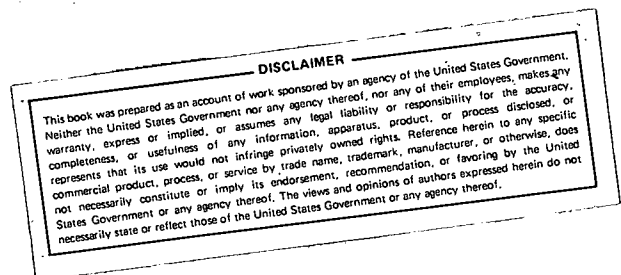 DISCLAIMER
This book was prepared as an account of work sponsored by an agency of the United States Government.
Neither the United States Government nor any agency thereof, nor any of their employees, makes any
warranty, express or implied, or assumes any legal liability or responsibility for the accuracy,
completeness, or usefulness of any information, apparatus, product, or process disclosed, or
represents that its use would not infringe privately owned rights. Reference herein to any specific
commercial product, process, or service by trade name, trademark, manufacturer, or otherwise, does
not necessarily constitute or imply its endorsement, recommendation, or favoring by the United
States Government or any agency thereof. The views and opinions of authors expressed herein do not
necessarily state or reflect those of the United States Government or any agency thereof.